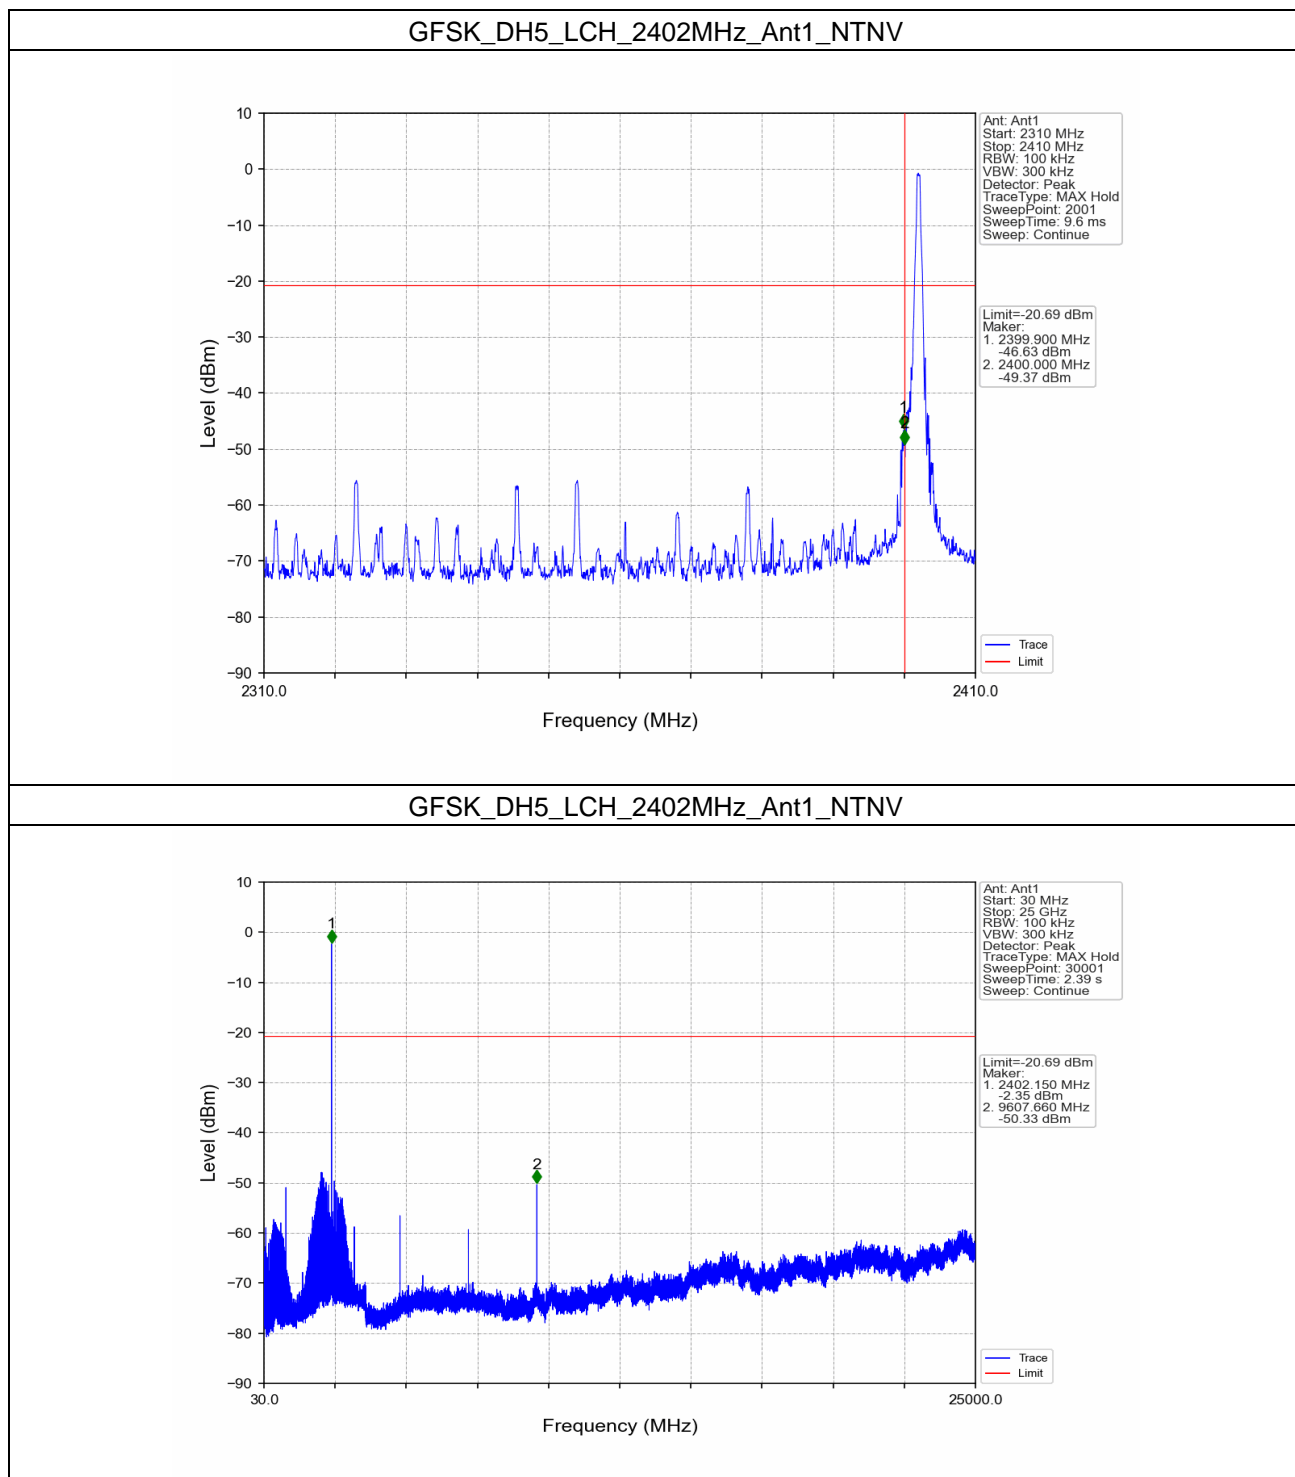 GFSK_DH5_LCH_2402MHz_Ant1_NTNV
10
0
−10
−20
−30
−40
−50
−60
−70
−80
−90
Level (dBm)
2310.0
2410.0
Frequency (MHz)
1
2
Ant: Ant1
Start: 2310 MHz
Stop: 2410 MHz
RBW: 100 kHz
VBW: 300 kHz
Detector: Peak
TraceType: MAX Hold
SweepPoint: 2001
SweepTime: 9.6 ms
Sweep: Continue
Limit=-20.69 dBm
Maker:
1. 2399.900 MHz
-46.63 dBm
2. 2400.000 MHz
-49.37 dBm
Trace
Limit
GFSK_DH5_LCH_2402MHz_Ant1_NTNV
10
0
−10
−20
−30
−40
−50
−60
−70
−80
−90
Level (dBm)
30.0
25000.0
Frequency (MHz)
1
2
Ant: Ant1
Start: 30 MHz
Stop: 25 GHz
RBW: 100 kHz
VBW: 300 kHz
Detector: Peak
TraceType: MAX Hold
SweepPoint: 30001
SweepTime: 2.39 s
Sweep: Continue
Limit=-20.69 dBm
Maker:
1. 2402.150 MHz
-2.35 dBm
2. 9607.660 MHz
-50.33 dBm
Trace
Limit